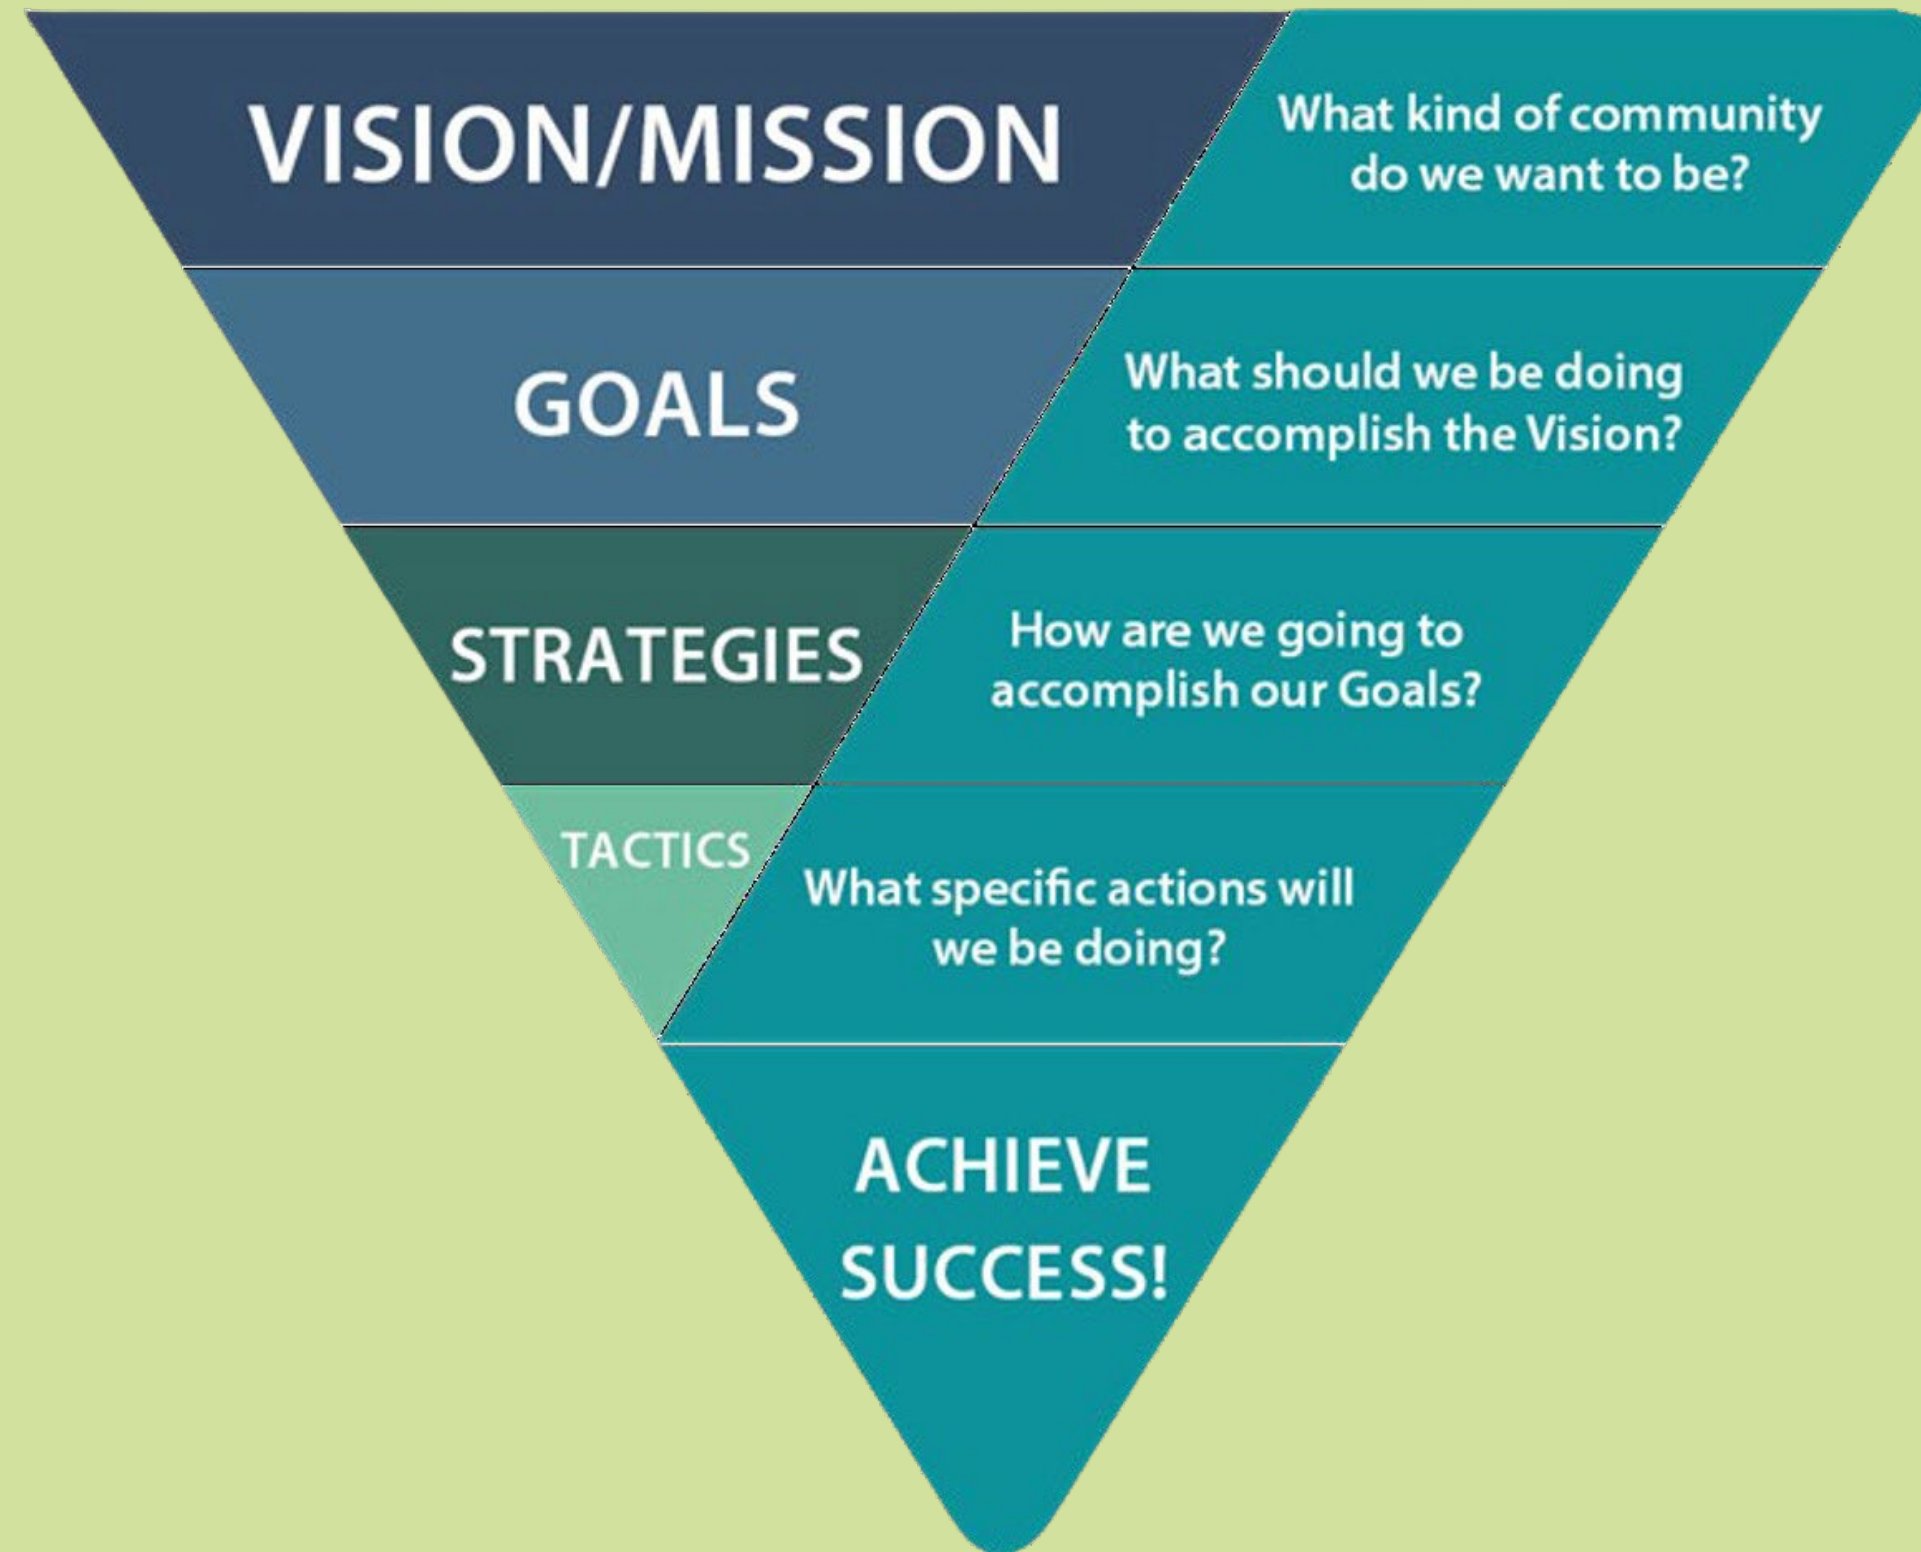 VISION/MISSION
What kind of community
do we want to be?
GOALS
What should we be doing
to accomplish the Vision?
STRATEGIES
How are we going to
accomplish our Goals?
TACTICS
What specific actions will
we be doing?
ACHIEVE
SUCCESS!